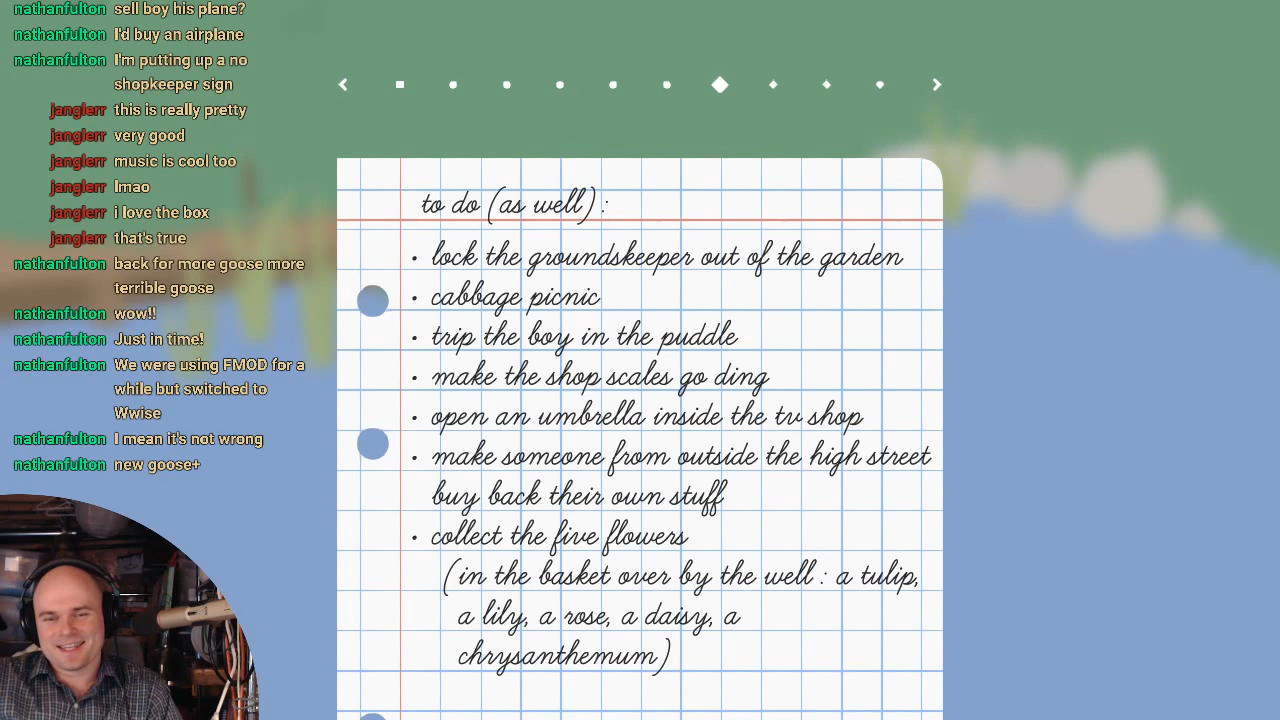 nathanfulton sell boy his plane?
nathanfulton I'd buy an airplane
nathanfulton I'm putting up a no
shopkeeper sign
janglerr this is really pretty
janglerr very good
janglerr music is cool too
janglerr lmao
janglerr i love the box
janglerr that's true
nathanfulton back for more goose more
terrible goose
nathanfulton wow!!
nathanfulton Just in time!
nathanfulton We were using FMOD for a
while but switched to
Wwise
nathanfulton I mean it's not wrong
nathanfulton new goose+
to do (as well) :
• lock the groundskeeper out of the garden
• cabbage picnic
• trip the boy in the puddle
• make the shop scales go ding
• open an umbrella inside the tv shop
• make someone from outside the high street
buy back their own stuff
• collect the five flowers
(in the basket over by the well : a tulip,
a lily, a rose, a daisy, a
chrysanthemum)